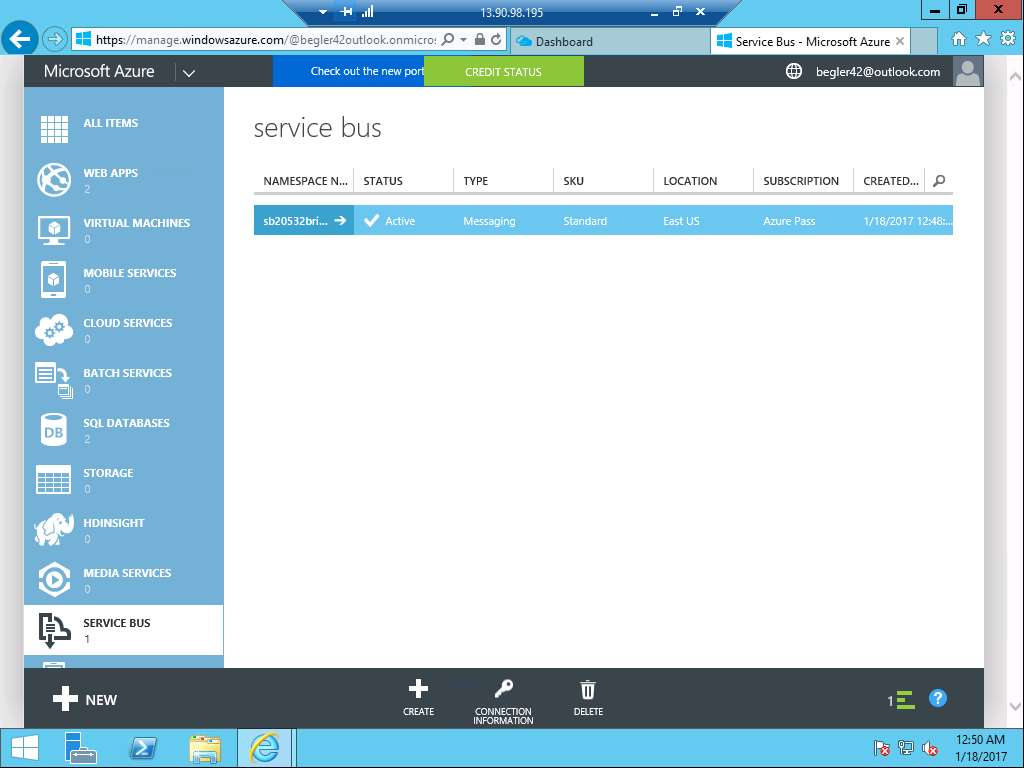 13.90.98.195
https://manage.windowsazure.com/@begler42outlook.onmicro
Dashboard
Service Bus - Microsoft Azure
Microsoft Azure
Check out the new port
CREDIT STATUS
begler42@outlook.com
ALL ITEMS
WEB APPS
2
VIRTUAL MACHINES
0
MOBILE SERVICES
0
CLOUD SERVICES
0
BATCH SERVICES
0
DB
SQL DATABASES
2
STORAGE
0
HDINSIGHT
0
MEDIA SERVICES
0
SERVICE BUS
1
service bus
NAMESPACE N... STATUS TYPE SKU LOCATION SUBSCRIPTION CREATED...
sb20532bri... Active Messaging Standard East US Azure Pass 1/18/2017 12:48:...
NEW
CREATE
CONNECTION
INFORMATION
DELETE
1
?
12:50 AM
1/18/2017